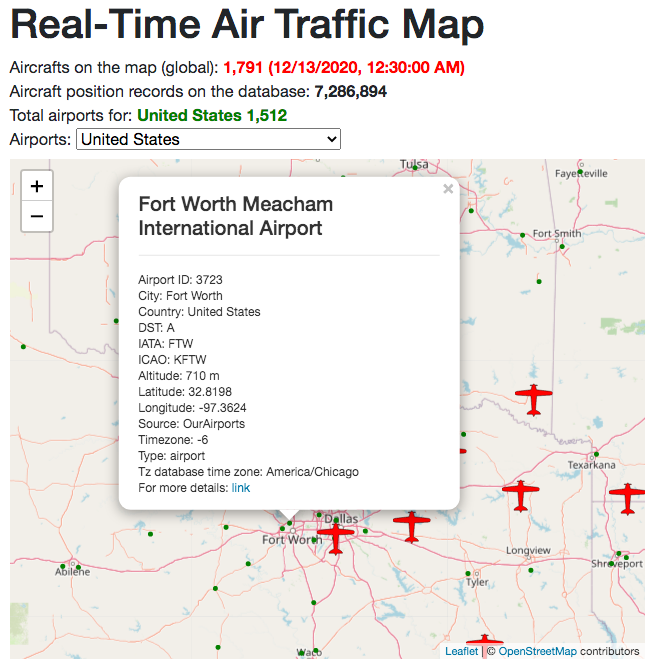 Real-Time Air Traffic Map
Aircrafts on the map (global): 1,791 (12/13/2020, 12:30:00 AM)
Aircraft position records on the database: 7,286,894
Total airports for: United States 1,512
Airports: United States
+
−
Tulsa
Fayetteville
Fort Smith
×
Fort Worth Meacham
International Airport
Airport ID: 3723
City: Fort Worth
Country: United States
DST: A
IATA: FTW
ICAO: KFTW
Altitude: 710 m
Latitude: 32.8198
Longitude: -97.3624
Source: OurAirports
Timezone: -6
Type: airport
Tz database time zone: America/Chicago
For more details: link
Texarkana
Dallas
Fort Worth
Longview
Abilene
Shreveport
Tyler
Waco
Leaflet | © OpenStreetMap contributors